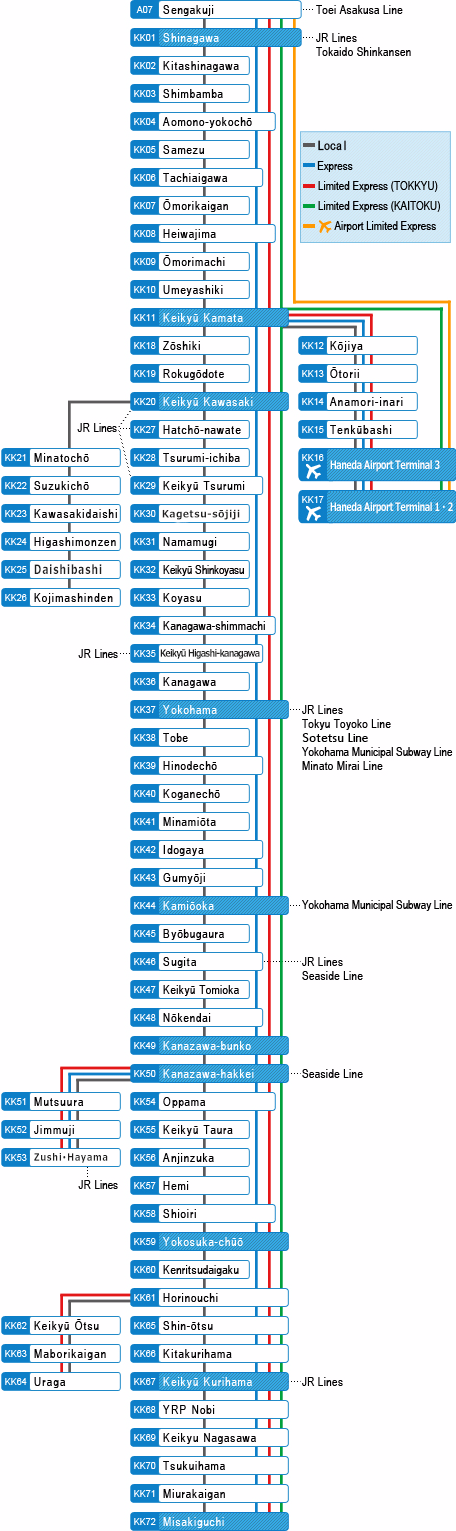 A07 Sengakuji
Toei Asakusa Line
KK01 Shinagawa
JR Lines
Tokaido Shinkansen
KK02 Kitashinagawa
KK03 Shimbamba
KK04 Aomono-yokochō
KK05 Samezu
KK06 Tachiaigawa
KK07 Ōmorikaigan
KK08 Heiwajima
KK09 Ōmorimachi
KK10 Umeyashiki
KK11 Keikyū Kamata
Local
Express
Limited Express (TOKKYU)
Limited Express (KAITOKU)
Airport Limited Express
KK12 Kōjiya
KK13 Ōtorii
KK14 Anamori-inari
KK15 Tenkūbashi
KK16 Haneda Airport Terminal 3
KK17 Haneda Airport Terminal 1・2
KK18 Zōshiki
KK19 Rokugōdote
KK20 Keikyū Kawasaki
JR Lines
KK21 Minatochō
KK22 Suzukichō
KK23 Kawasakidaishi
KK24 Higashimonzen
KK25 Daishibashi
KK26 Kojimashinden
KK27 Hatchō-nawate
KK28 Tsurumi-ichiba
KK29 Keikyū Tsurumi
KK30 Kagetsu-sōjiji
KK31 Namamugi
KK32 Keikyū Shinkoyasu
KK33 Koyasu
KK34 Kanagawa-shimmachi
JR Lines
KK35 Keikyū Higashi-kanagawa
KK36 Kanagawa
KK37 Yokohama
JR Lines
Tokyu Toyoko Line
Sotetsu Line
Yokohama Municipal Subway Line
Minato Mirai Line
KK38 Tobe
KK39 Hinodechō
KK40 Koganechō
KK41 Minamiōta
KK42 Idogaya
KK43 Gumyōji
KK44 Kamiōoka
Yokohama Municipal Subway Line
KK45 Byōbugaura
KK46 Sugita
JR Lines
Seaside Line
KK47 Keikyū Tomioka
KK48 Nōkendai
KK49 Kanazawa-bunko
KK50 Kanazawa-hakkei
Seaside Line
KK51 Mutsuura
KK52 Jimmuji
KK53 Zushi・Hayama
JR Lines
KK54 Oppama
KK55 Keikyū Taura
KK56 Anjinzuka
KK57 Hemi
KK58 Shioiri
KK59 Yokosuka-chūō
KK60 Kenritsudaigaku
KK61 Horinouchi
KK62 Keikyū Ōtsu
KK63 Maborikaigan
KK64 Uraga
KK65 Shin-ōtsu
KK66 Kitakurihama
KK67 Keikyū Kurihama
JR Lines
KK68 YRP Nobi
KK69 Keikyu Nagasawa
KK70 Tsukuihama
KK71 Miurakaigan
KK72 Misakiguchi